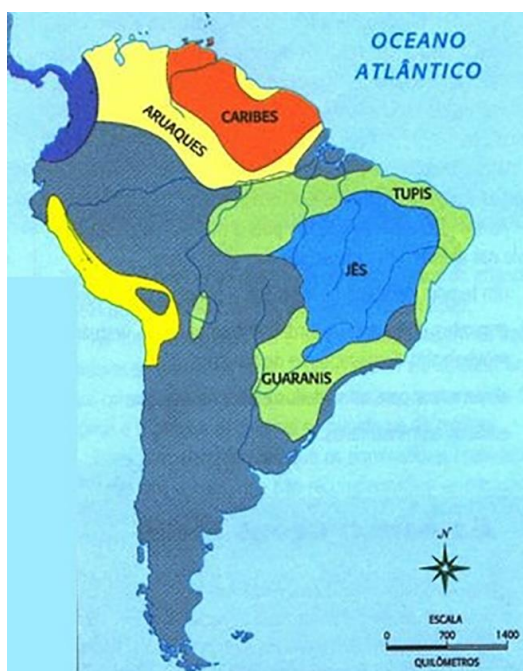 OCEANO
ATLÂNTICO
CARIBES
ARUAQUES
TUPIS
JÊS
GUARANIS
N
ESCALA
0 700 1400
QUILÔMETROS